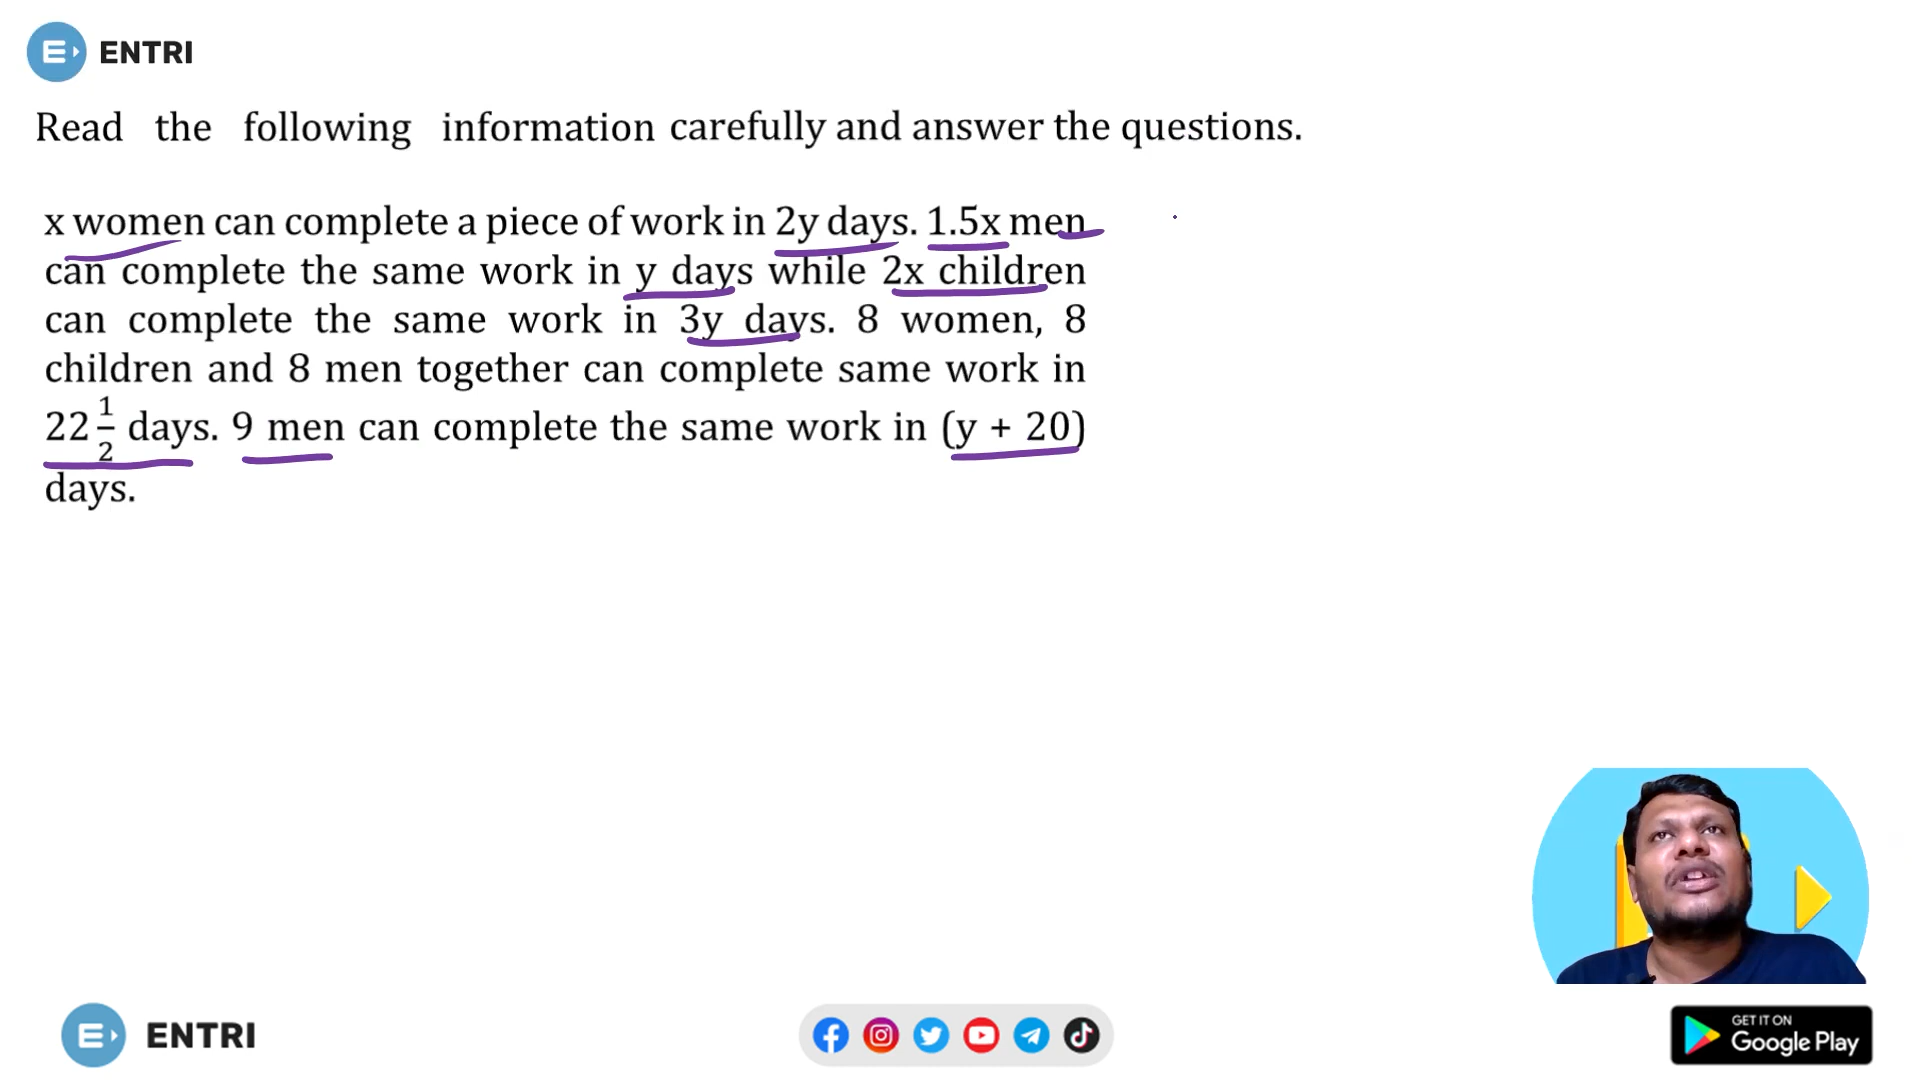 ENTRI
Read the following information carefully and answer the questions.
x women can complete a piece of work in 2y days. 1.5x men
can complete the same work in y days while 2x children
can complete the same work in 3y days. 8 women, 8
children and 8 men together can complete same work in
22 1/2 days. 9 men can complete the same work in (y + 20)
days.
ENTRI
GET IT ON
Google Play